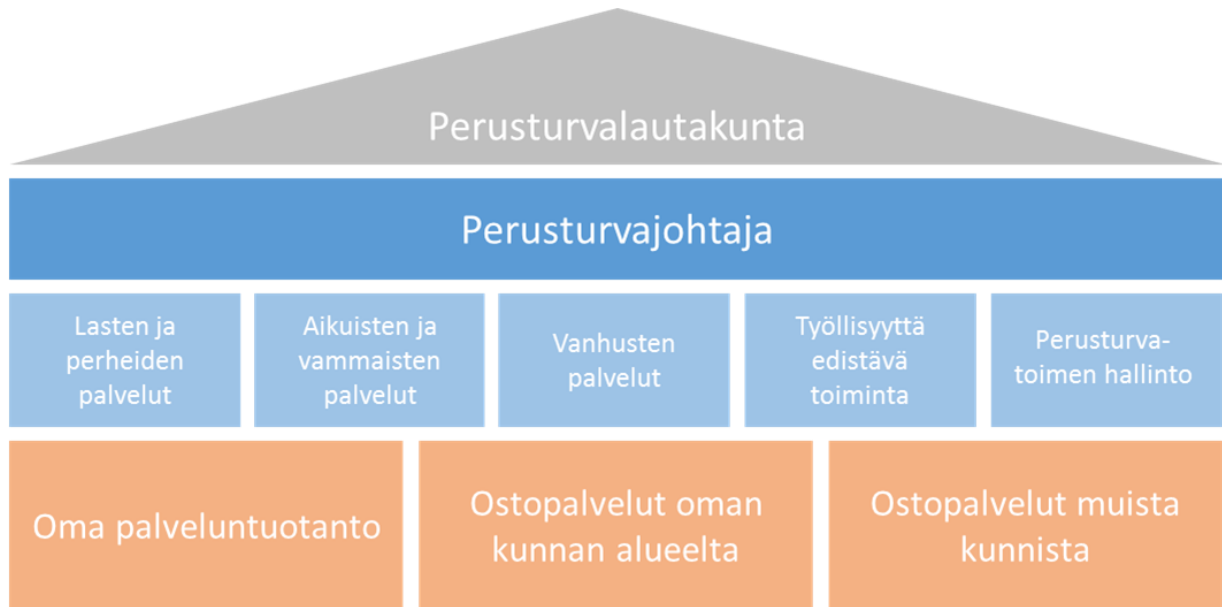 Perusturvalautakunta
Perusturvajohtaja
Lasten ja
perheiden
palvelut
Aikuisten ja
vammaisten
palvelut
Vanhusten
palvelut
Työllisyyttä
edistävä
toiminta
Perusturva-
toimen hallinto
Oma palveluntuotanto
Ostopalvelut oman
kunnan alueelta
Ostopalvelut muista
kunnista